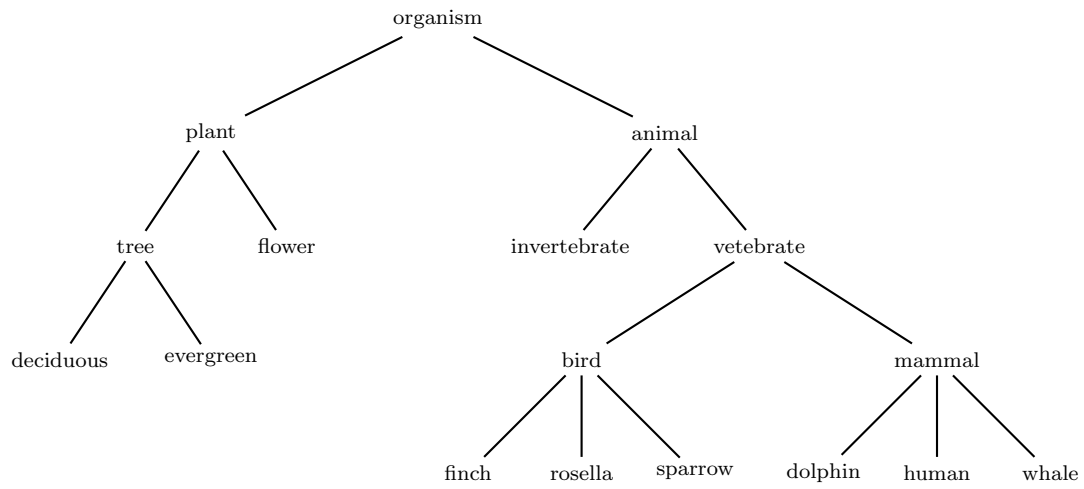 organism
plant animal
tree flower invertebrate vetebrate
deciduous evergreen bird mammal
finch rosella sparrow dolphin human whale